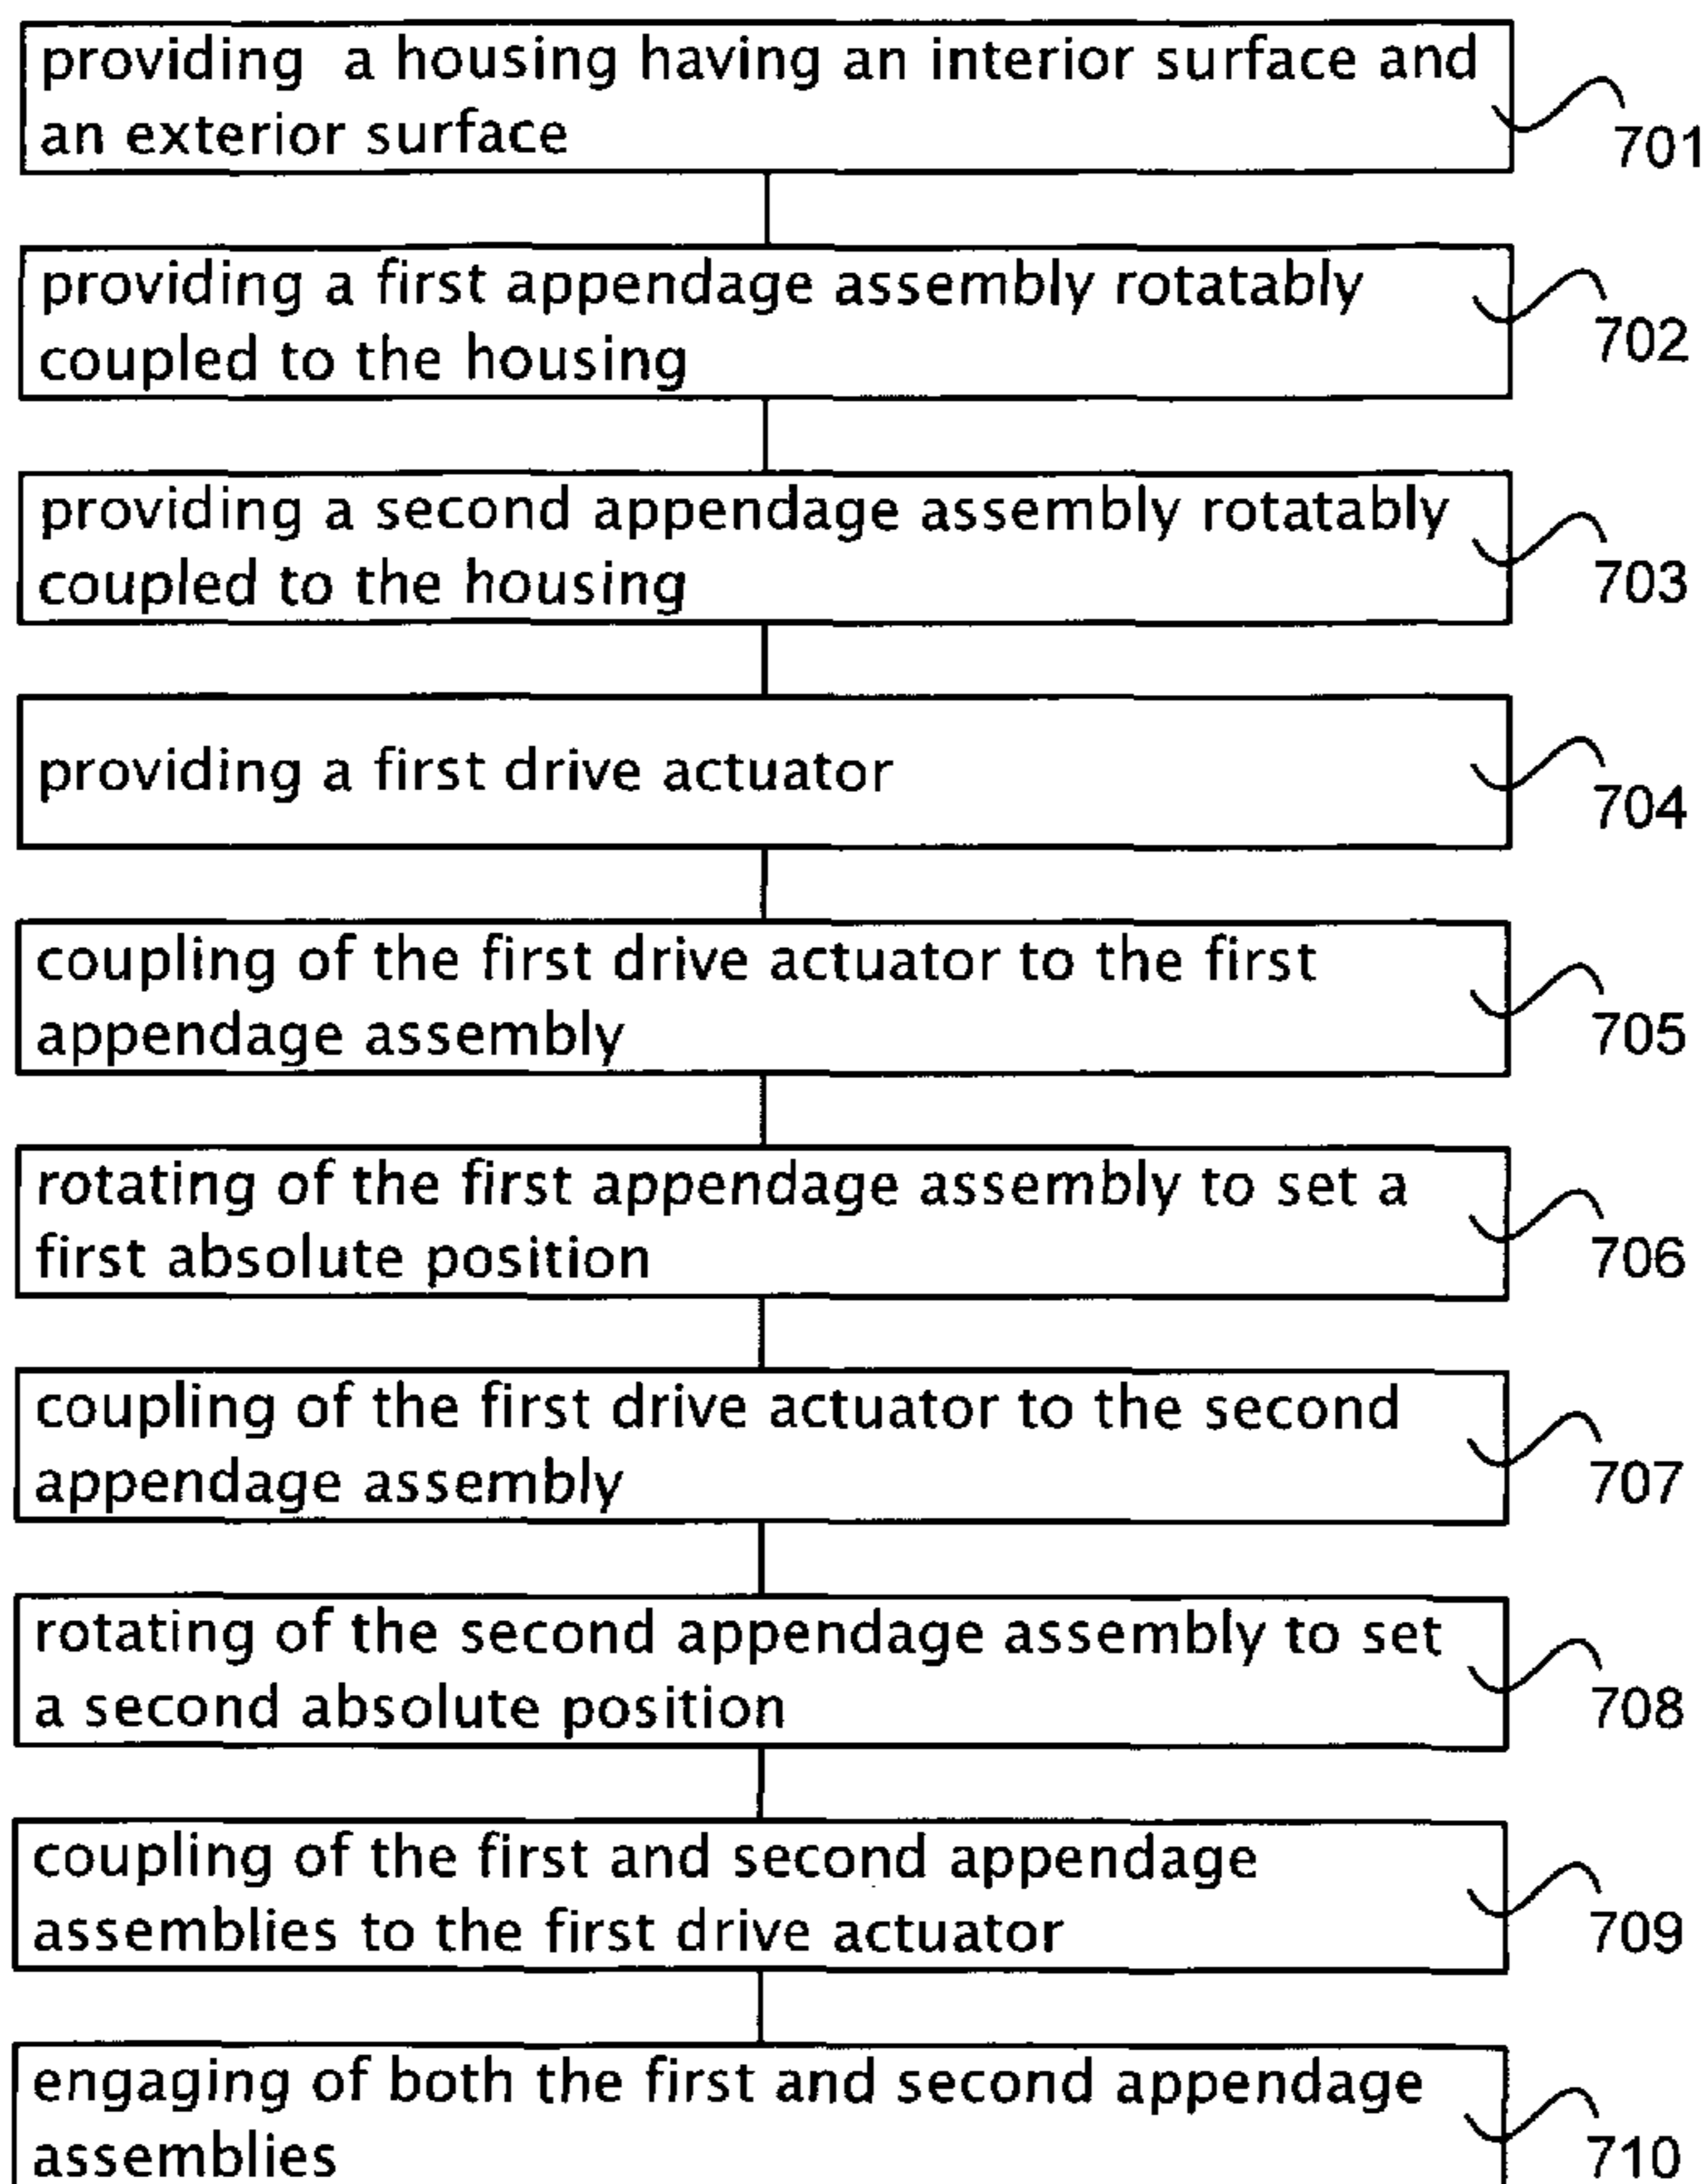 providing a housing having an interior surface and
an exterior surface
701
providing a first appendage assembly rotatably
coupled to the housing
702
providing a second appendage assembly rotatably
coupled to the housing
703
providing a first drive actuator
704
coupling of the first drive actuator to the first
appendage assembly
705
rotating of the first appendage assembly to set a
first absolute position
706
coupling of the first drive actuator to the second
appendage assembly
707
rotating of the second appendage assembly to set
a second absolute position
708
coupling of the first and second appendage
assemblies to the first drive actuator
709
engaging of both the first and second appendage
assemblies
710